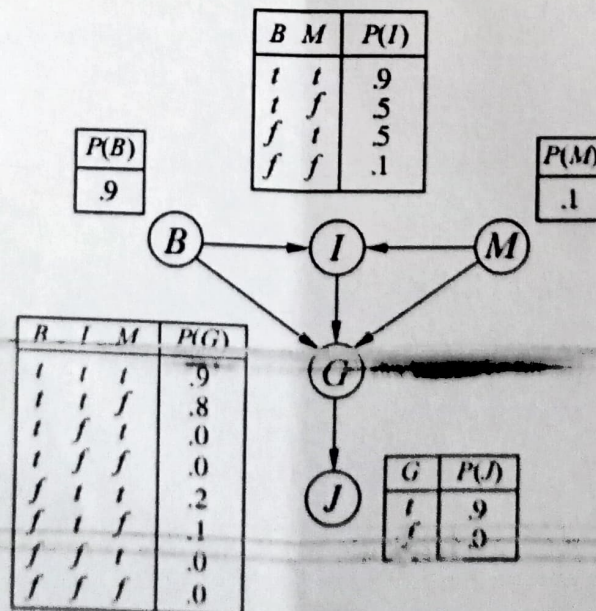 B M P(I)
t t .9
t f .5
f t .5
f f .1
P(B)
.9
P(M)
.1
B I M
G
B I M P(G)
t t t .9
t t f .8
t f t .0
t f f .0
f t t .2
f t f .1
f f t .0
f f f .0
J
G P(J)
t .9
f .0